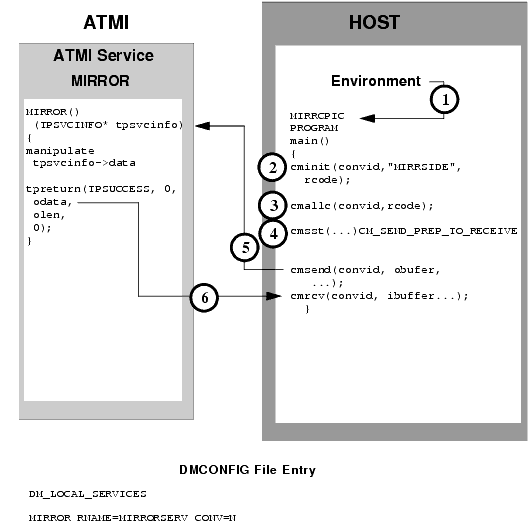 ATMI
HOST
ATMI Service
MIRROR
MIRROR()
(TPSVCINFO* tpsvcinfo)
{
manipulate
tpsvcinfo->data
tpreturn(TPSUCCESS, 0,
odata,
olen,
0);
}
Environment
1
MIRRCPIC
PROGRAM
main()
{
2
cminit(convid,"MIRRSIDE",
rcode);
3
cmallc(convid,rcode);
4
cmsst(...)CM_SEND_PREP_TO_RECEIVE
5
cmsend(convid, obufer,
...);
6
cmrcv(convid, ibuffer...);
}
DMCONFIG File Entry
DM_LOCAL_SERVICES
MIRROR RNAME=MIRRORSERV CONV=N